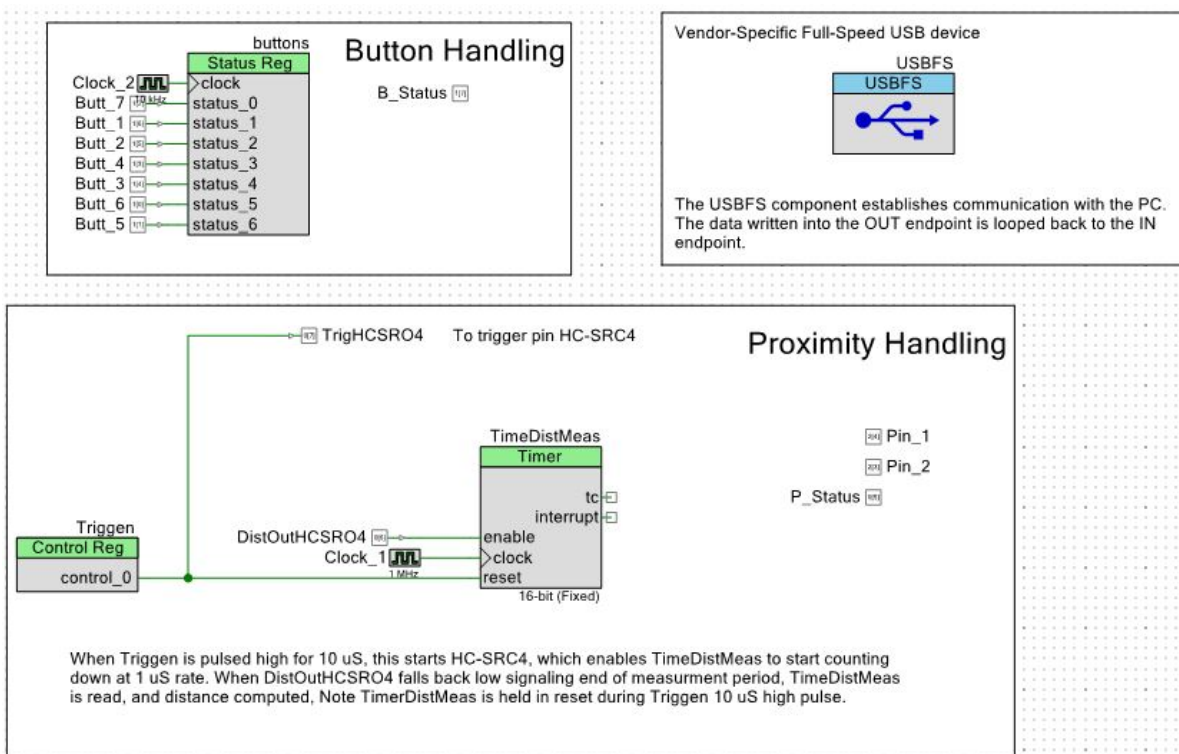 buttons
Button Handling
Status Reg
Clock_2
clock
B_Status
Butt_7
status_0
Butt_1
status_1
Butt_2
status_2
Butt_4
status_3
Butt_3
status_4
Butt_6
status_5
Butt_5
status_6
Vendor-Specific Full-Speed USB device
USBFS
USBFS
The USBFS component establishes communication with the PC.
The data written into the OUT endpoint is looped back to the IN
endpoint.
TrigHCSRO4
To trigger pin HC-SRC4
Proximity Handling
Pin_1
Pin_2
P_Status
TimeDistMeas
Timer
tc
interrupt
DistOutHCSRO4
enable
Clock_1
clock
1 MHz
reset
16-bit (Fixed)
Triggen
Control Reg
control_0
When Triggen is pulsed high for 10 uS, this starts HC-SRC4, which enables TimeDistMeas to start counting
down at 1 uS rate. When DistOutHCSRO4 falls back low signaling end of measurment period, TimeDistMeas
is read, and distance computed, Note TimerDistMeas is held in reset during Triggen 10 uS high pulse.